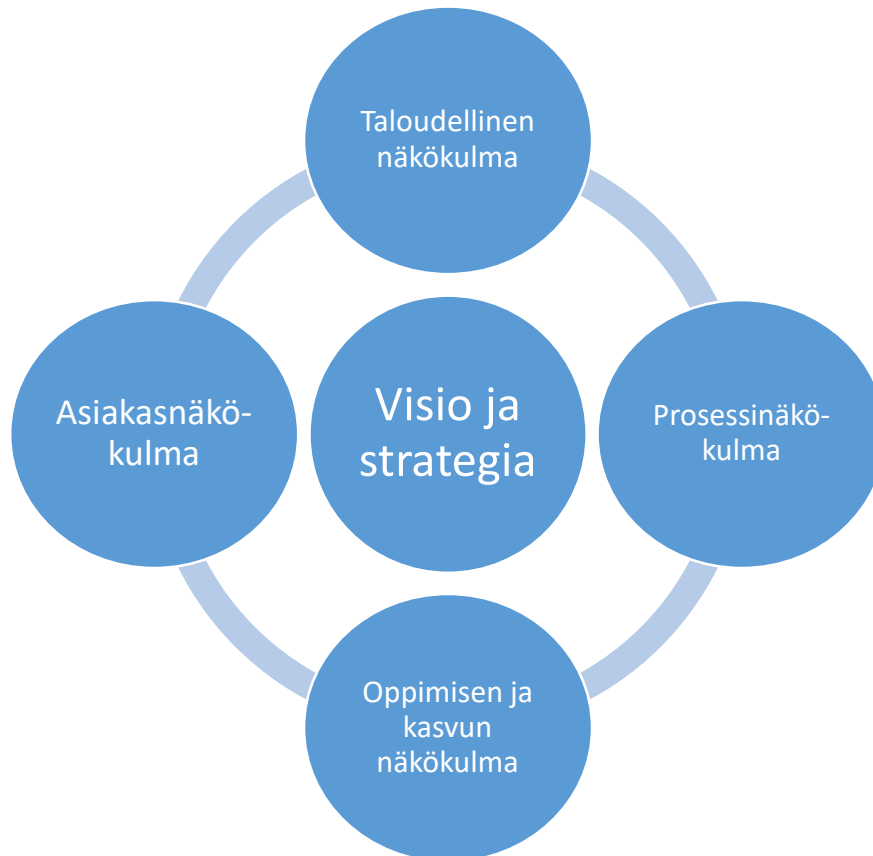 Taloudellinen
näkökulma
Asiakasnäkö-
kulma
Visio ja
strategia
Prosessinäkö-
kulma
Oppimisen ja
kasvun
näkökulma